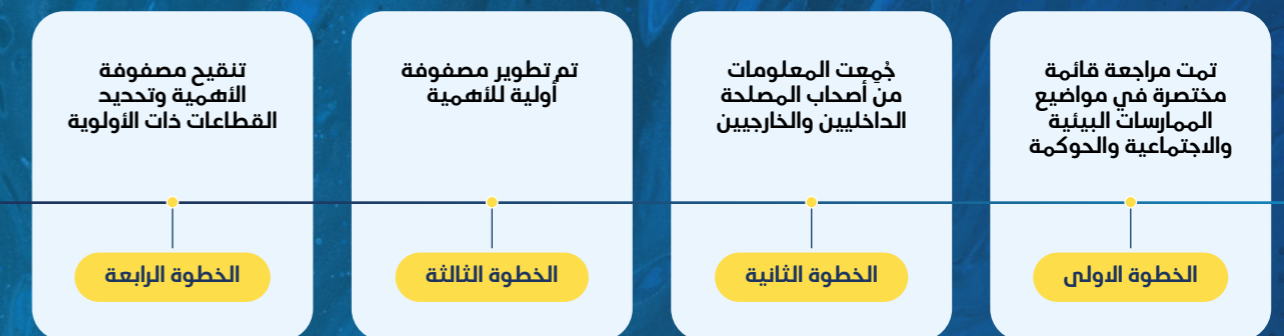 تمت مراجعة قائمة
مختصرة في مواضيع
الممارسات البيئية
والاجتماعية والحوكمة
الخطوة الاولى
جُمِعت المعلومات
من أصحاب المصلحة
الداخليين والخارجيين
الخطوة الثانية
تم تطوير مصفوفة
أولية للأهمية
الخطوة الثالثة
تنقيح مصفوفة
الأهمية وتحديد
القطاعات ذات الأولوية
الخطوة الرابعة